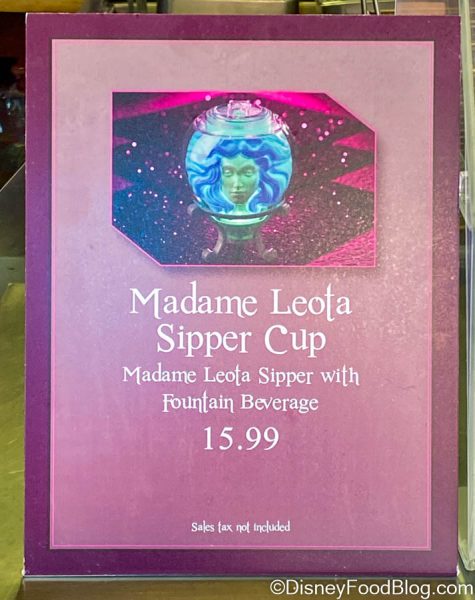 Madame Leota
Sipper Cup
Madame Leota Sipper with
Fountain Beverage
15.99
Sales tax not included
©DisneyFoodBlog.com